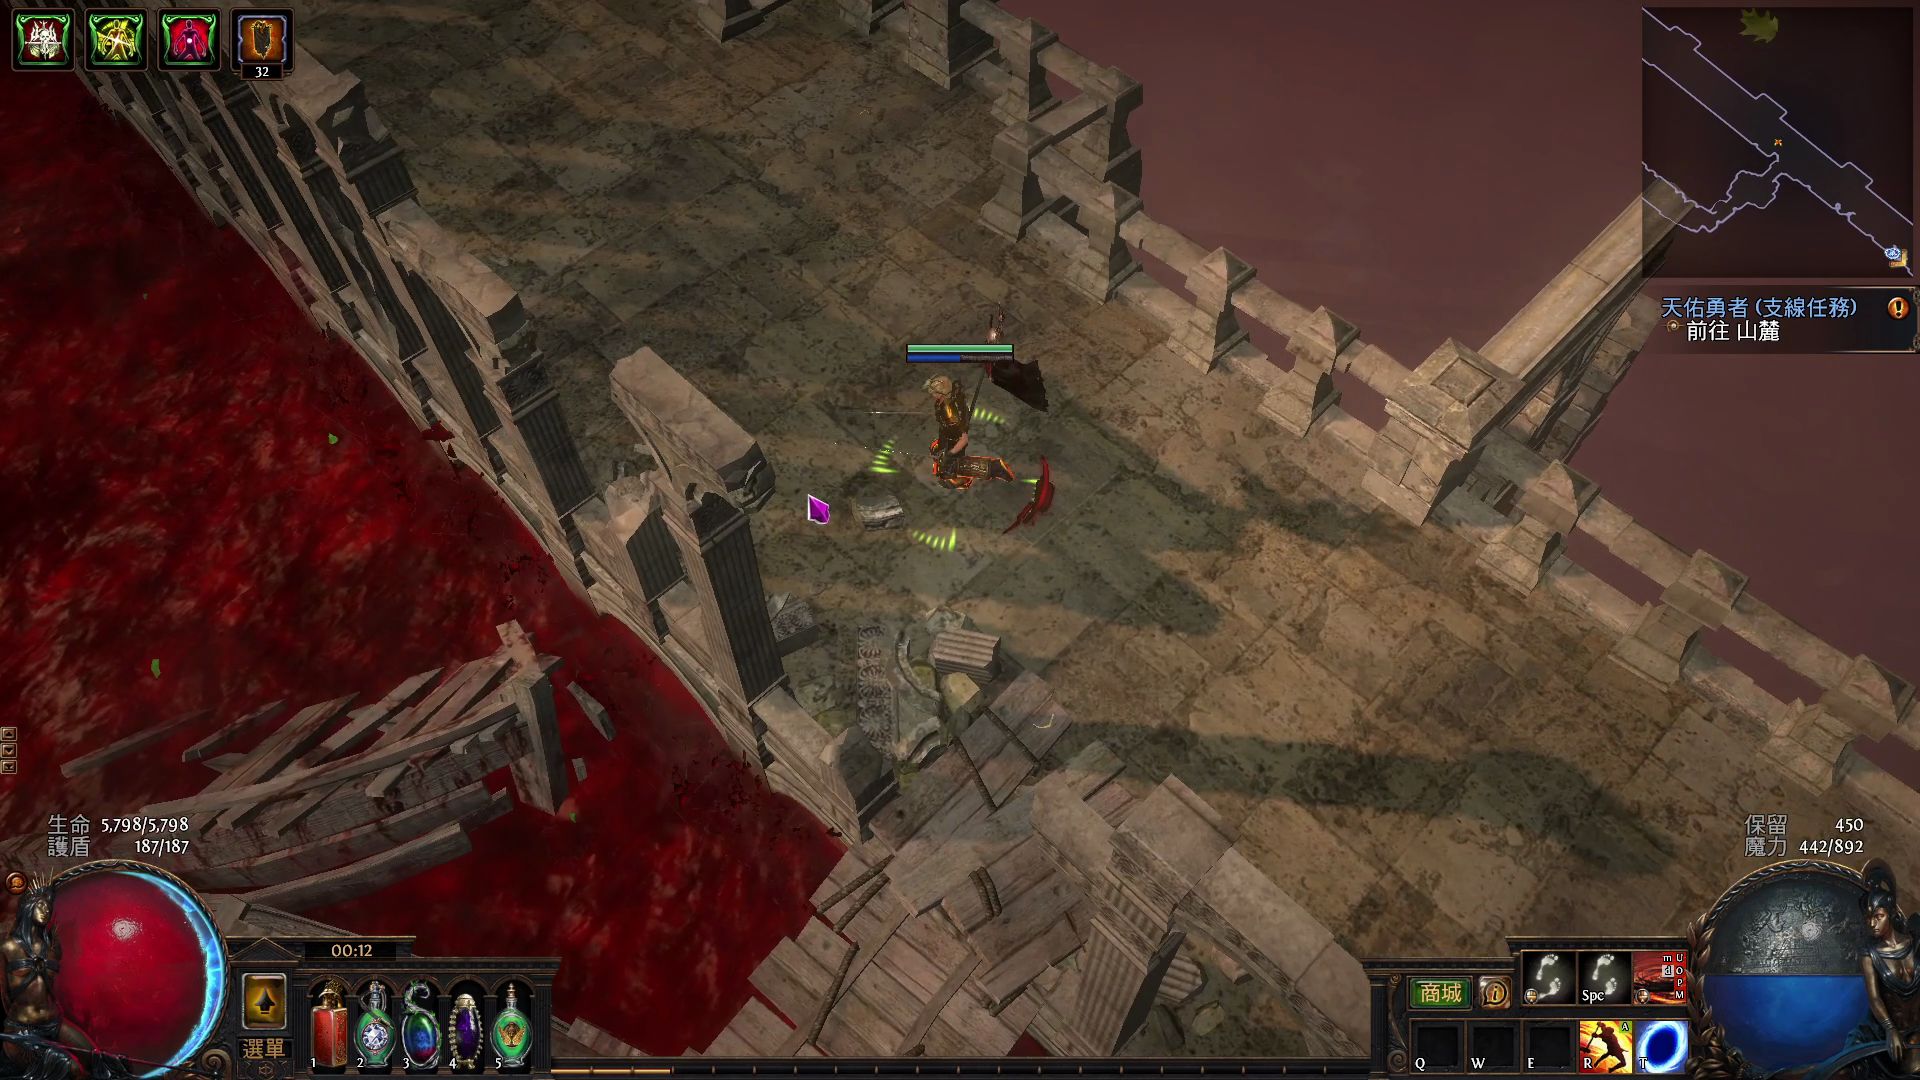 32
天佑勇者 (支線任務)
前往 山麓
生命 5,798/5,798
護盾 187/187
保留 450
魔力 442/892
00:12
選單
1
2
3
4
5
商城
Spc
Q
W
E
R
A
T